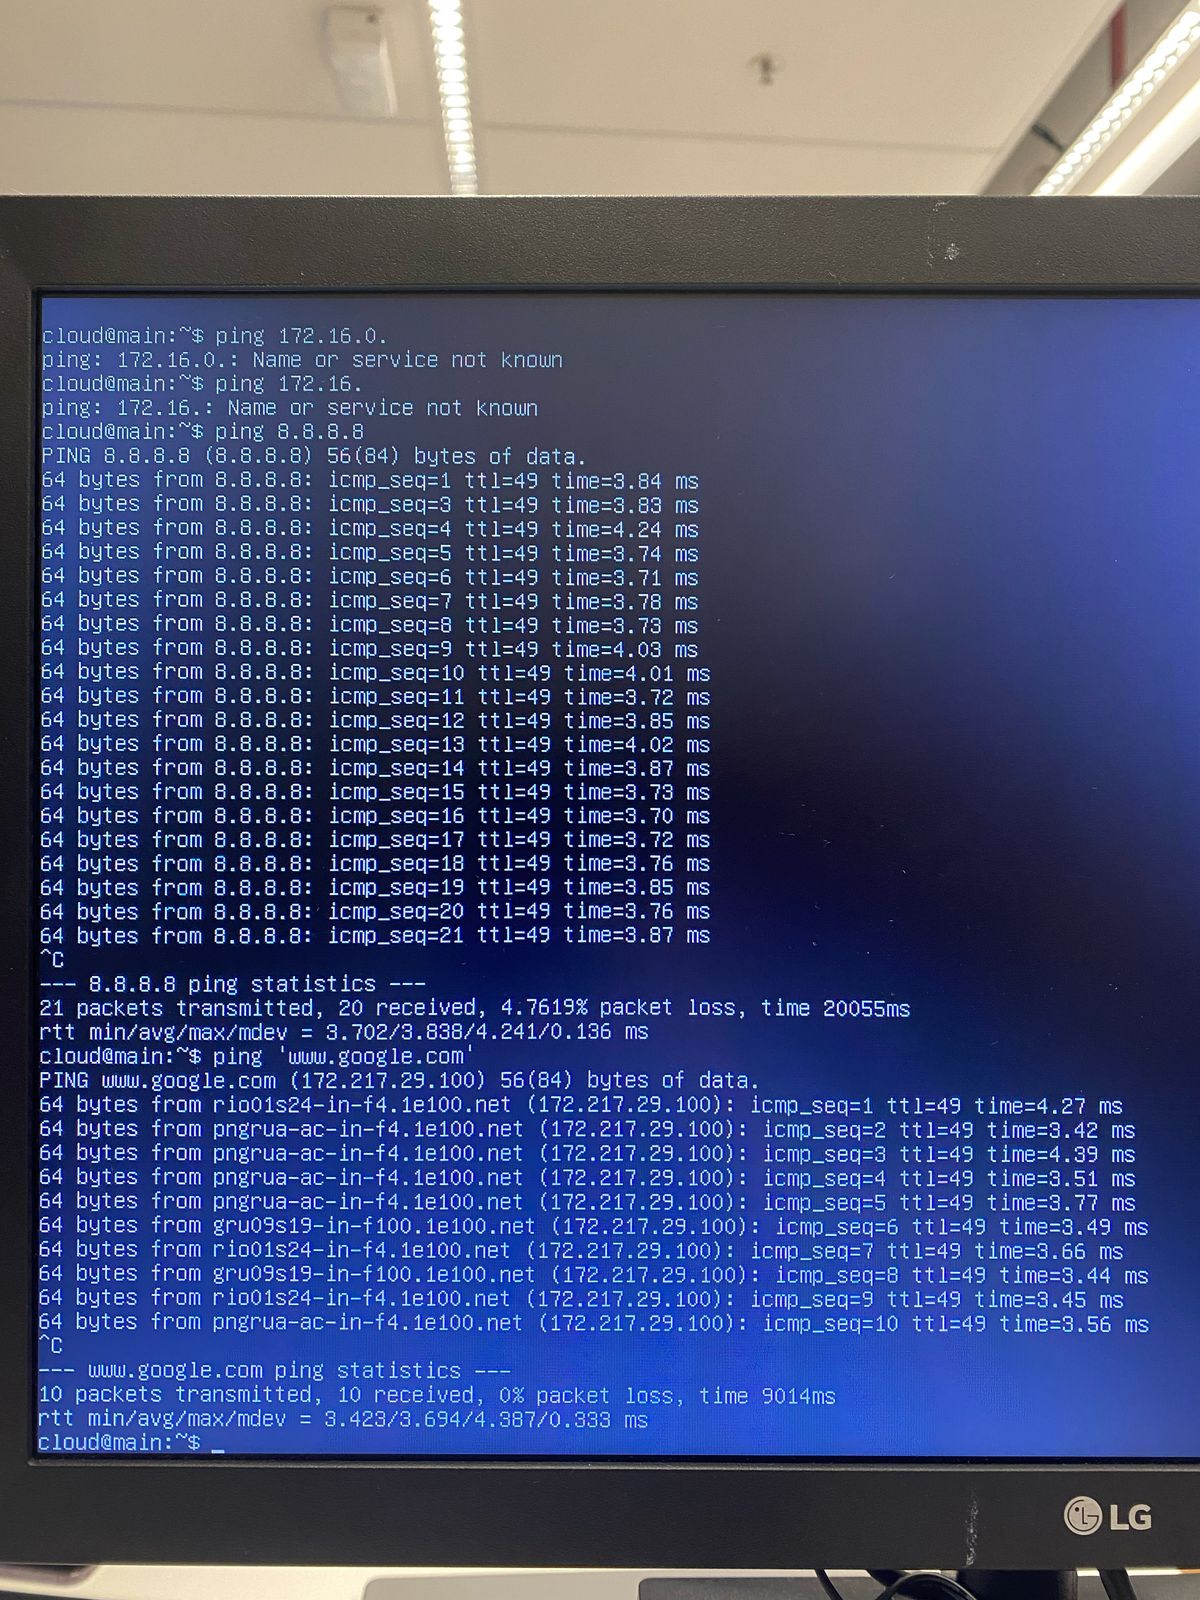 cloud@main:~$ ping 172.16.0.
ping: 172.16.0.: Name or service not known
cloud@main:~$ ping 172.16.
ping: 172.16.: Name or service not known
cloud@main:~$ ping 8.8.8.8
PING 8.8.8.8 (8.8.8.8) 56(84) bytes of data.
64 bytes from 8.8.8.8: icmp_seq=1 ttl=49 time=3.84 ms
64 bytes from 8.8.8.8: icmp_seq=3 ttl=49 time=3.83 ms
64 bytes from 8.8.8.8: icmp_seq=4 ttl=49 time=4.24 ms
64 bytes from 8.8.8.8: icmp_seq=5 ttl=49 time=3.74 ms
64 bytes from 8.8.8.8: icmp_seq=6 ttl=49 time=3.71 ms
64 bytes from 8.8.8.8: icmp_seq=7 ttl=49 time=3.78 ms
64 bytes from 8.8.8.8: icmp_seq=8 ttl=49 time=3.73 ms
64 bytes from 8.8.8.8: icmp_seq=9 ttl=49 time=4.03 ms
64 bytes from 8.8.8.8: icmp_seq=10 ttl=49 time=4.01 ms
64 bytes from 8.8.8.8: icmp_seq=11 ttl=49 time=3.72 ms
64 bytes from 8.8.8.8: icmp_seq=12 ttl=49 time=3.85 ms
64 bytes from 8.8.8.8: icmp_seq=13 ttl=49 time=4.02 ms
64 bytes from 8.8.8.8: icmp_seq=14 ttl=49 time=3.87 ms
64 bytes from 8.8.8.8: icmp_seq=15 ttl=49 time=3.73 ms
64 bytes from 8.8.8.8: icmp_seq=16 ttl=49 time=3.70 ms
64 bytes from 8.8.8.8: icmp_seq=17 ttl=49 time=3.72 ms
64 bytes from 8.8.8.8: icmp_seq=18 ttl=49 time=3.76 ms
64 bytes from 8.8.8.8: icmp_seq=19 ttl=49 time=3.85 ms
64 bytes from 8.8.8.8: icmp_seq=20 ttl=49 time=3.76 ms
64 bytes from 8.8.8.8: icmp_seq=21 ttl=49 time=3.87 ms
^C
--- 8.8.8.8 ping statistics ---
21 packets transmitted, 20 received, 4.7619% packet loss, time 20055ms
rtt min/avg/max/mdev = 3.702/3.838/4.241/0.136 ms
cloud@main:~$ ping 'www.google.com'
PING www.google.com (172.217.29.100) 56(84) bytes of data.
64 bytes from rio01s24-in-f4.1e100.net (172.217.29.100): icmp_seq=1 ttl=49 time=4.27 ms
64 bytes from pngrua-ac-in-f4.1e100.net (172.217.29.100): icmp_seq=2 ttl=49 time=3.42 ms
64 bytes from pngrua-ac-in-f4.1e100.net (172.217.29.100): icmp_seq=3 ttl=49 time=4.39 ms
64 bytes from pngrua-ac-in-f4.1e100.net (172.217.29.100): icmp_seq=4 ttl=49 time=3.51 ms
64 bytes from pngrua-ac-in-f4.1e100.net (172.217.29.100): icmp_seq=5 ttl=49 time=3.77 ms
64 bytes from gru09s19-in-f100.1e100.net (172.217.29.100): icmp_seq=6 ttl=49 time=3.49 ms
64 bytes from rio01s24-in-f4.1e100.net (172.217.29.100): icmp_seq=7 ttl=49 time=3.66 ms
64 bytes from gru09s19-in-f100.1e100.net (172.217.29.100): icmp_seq=8 ttl=49 time=3.44 ms
64 bytes from rio01s24-in-f4.1e100.net (172.217.29.100): icmp_seq=9 ttl=49 time=3.45 ms
64 bytes from pngrua-ac-in-f4.1e100.net (172.217.29.100): icmp_seq=10 ttl=49 time=3.56 ms
^C
--- www.google.com ping statistics ---
10 packets transmitted, 10 received, 0% packet loss, time 9014ms
rtt min/avg/max/mdev = 3.423/3.694/4.387/0.333 ms
cloud@main:~$ _
LG